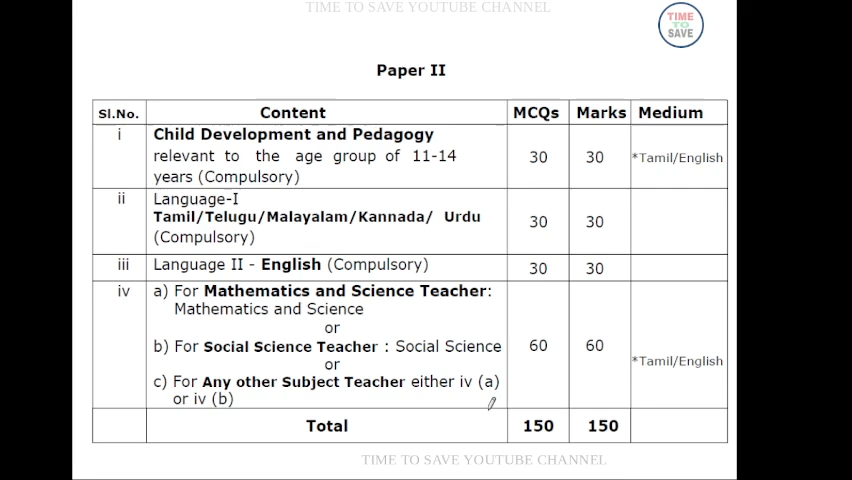 TIME TO SAVE YOUTUBE CHANNEL
TIME
TO
SAVE
Paper II
Sl.No. Content MCQs Marks Medium
i Child Development and Pedagogy
relevant to the age group of 11-14
years (Compulsory) 30 30 *Tamil/English
ii Language-I
Tamil/Telugu/Malayalam/Kannada/ Urdu
(Compulsory) 30 30
iii Language II - English (Compulsory) 30 30
iv a) For Mathematics and Science Teacher:
Mathematics and Science
or
b) For Social Science Teacher : Social Science 60 60
or *Tamil/English
c) For Any other Subject Teacher either iv (a)
or iv (b)
Total 150 150
TIME TO SAVE YOUTUBE CHANNEL